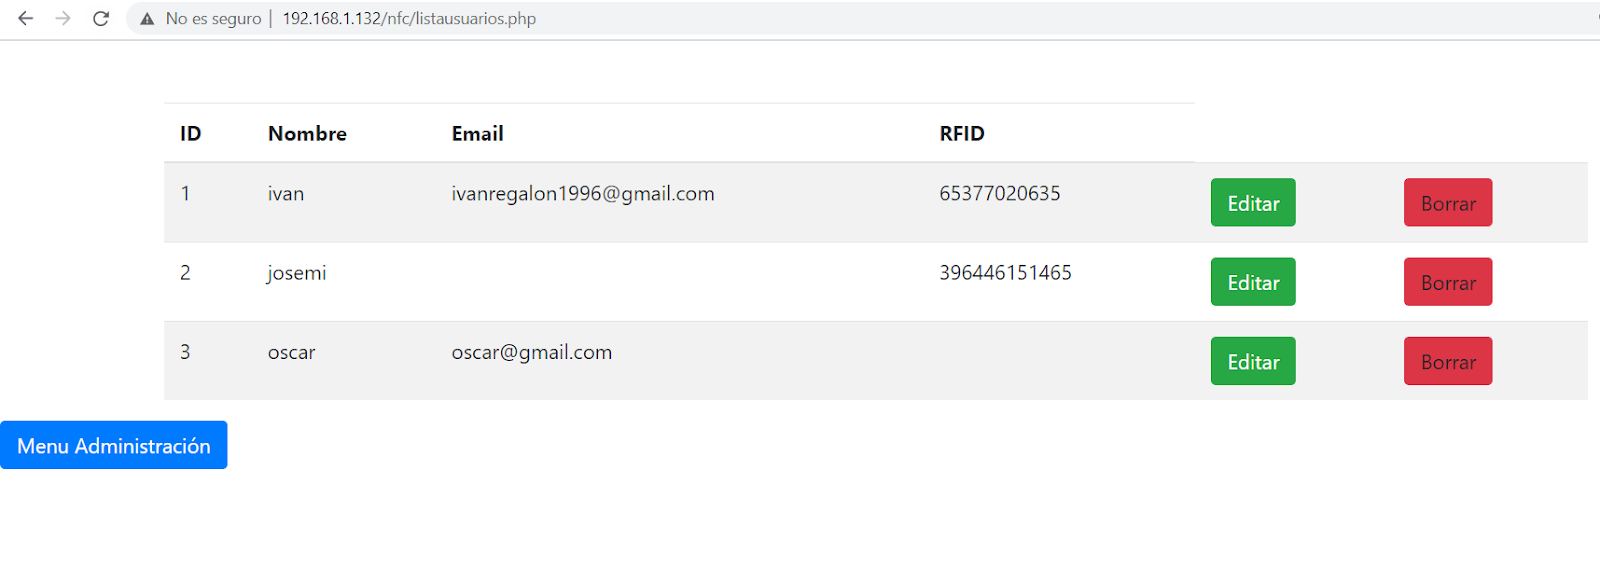 No es seguro | 192.168.1.132/nfc/listausuarios.php
ID Nombre Email RFID
1 ivan ivanregalon1996@gmail.com 65377020635 Editar Borrar
2 josemi 396446151465 Editar Borrar
3 oscar oscar@gmail.com Editar Borrar
Menu Administración